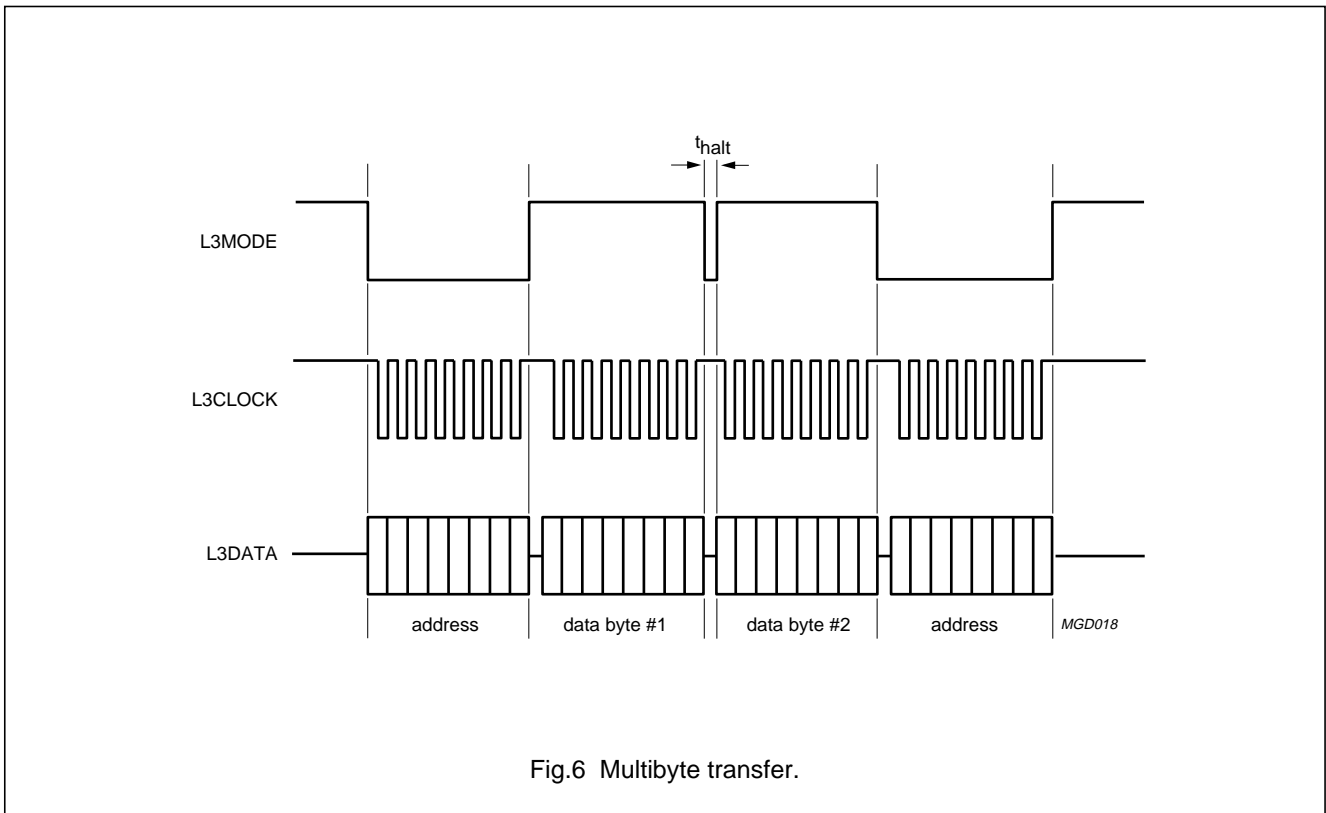 thalt
L3MODE
L3CLOCK
L3DATA
address
data byte #1
data byte #2
address
MGD018
Fig.6 Multibyte transfer.